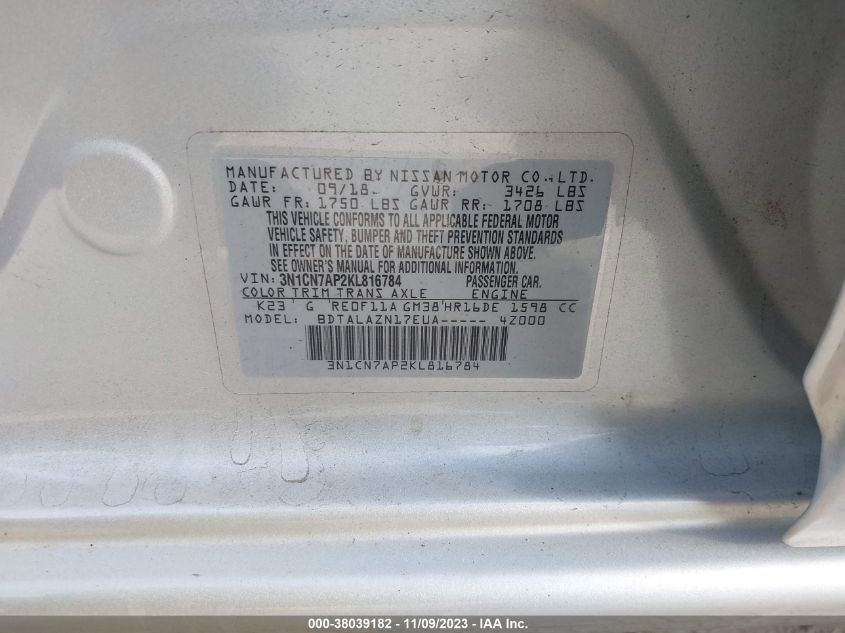 MANUFACTURED BY NISSAN MOTOR CO., LTD.
DATE: 09/18 GVWR: 3426 LBS
GAWR FR: 1750 LBS GAWR RR: 1708 LBS
THIS VEHICLE CONFORMS TO ALL APPLICABLE FEDERAL MOTOR
VEHICLE SAFETY, BUMPER AND THEFT PREVENTION STANDARDS
IN EFFECT ON THE DATE OF MANUFACTURE SHOWN ABOVE.
SEE OWNER'S MANUAL FOR ADDITIONAL INFORMATION.
VIN: 3N1CN7AP2KL816784 PASSENGER CAR.
COLOR TRIM TRANS AXLE ENGINE
K23 G RE0F11A GM38 HR16DE 1598 CC
MODEL: BDTALAZN17EUA----- 4Z000
3N1CN7AP2KL816784
000-38039182 - 11/09/2023 - IAA Inc.